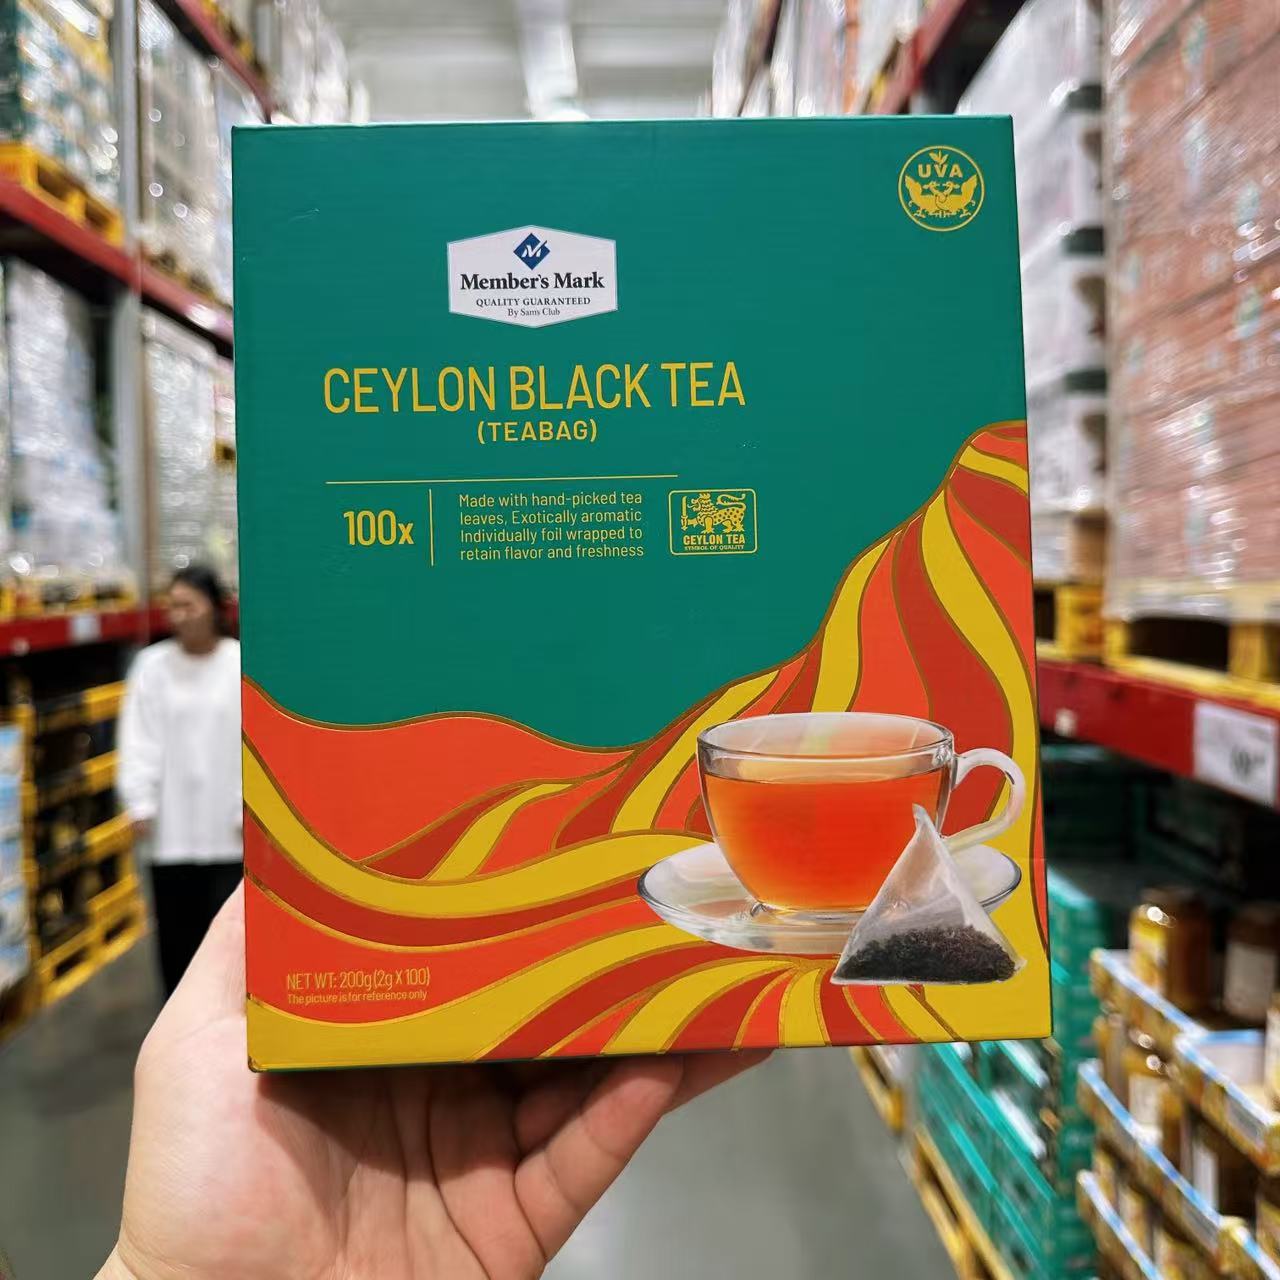 UVA
Member's Mark
QUALITY GUARANTEED
By Sam's Club
CEYLON BLACK TEA
(TEABAG)
100x
Made with hand-picked tea
leaves, Exotically aromatic
Individually foil wrapped to
retain flavor and freshness
CEYLON TEA
SYMBOL OF QUALITY
NET WT: 200g(2g X 100)
The picture is for reference only